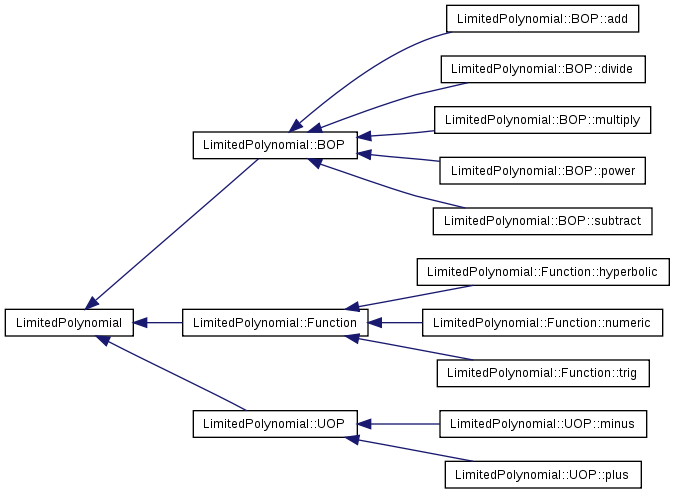 LimitedPolynomial::BOP::add
LimitedPolynomial::BOP::divide
LimitedPolynomial::BOP::multiply
LimitedPolynomial::BOP
LimitedPolynomial::BOP::power
LimitedPolynomial::BOP::subtract
LimitedPolynomial::Function::hyperbolic
LimitedPolynomial
LimitedPolynomial::Function
LimitedPolynomial::Function::numeric
LimitedPolynomial::Function::trig
LimitedPolynomial::UOP
LimitedPolynomial::UOP::minus
LimitedPolynomial::UOP::plus